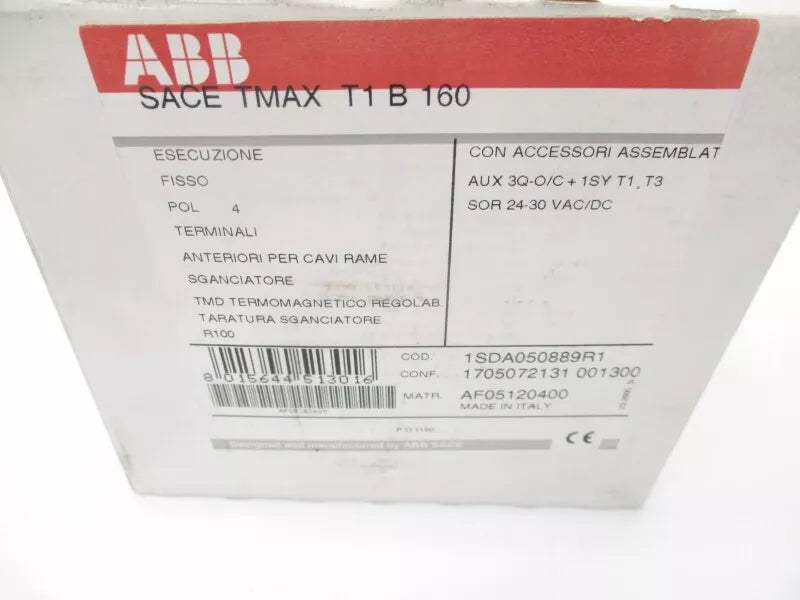 ABB
SACE TMAX T1 B 160
ESECUZIONE
FISSO
POL 4
TERMINALI
ANTERIORI PER CAVI RAME
SGANCIATORE
TMD TERMOMAGNETICO REGOLAB.
TARATURA SGANCIATORE
R100
CON ACCESSORI ASSEMBLAT
AUX 3Q-O/C + 1SY T1, T3
SOR 24-30 VAC/DC
8 015644 513016
COD. 1SDA050889R1
CONF. 1705072131 001300
MATR. AF05120400
MADE IN ITALY
Designed and manufactured by ABB SACE
CE